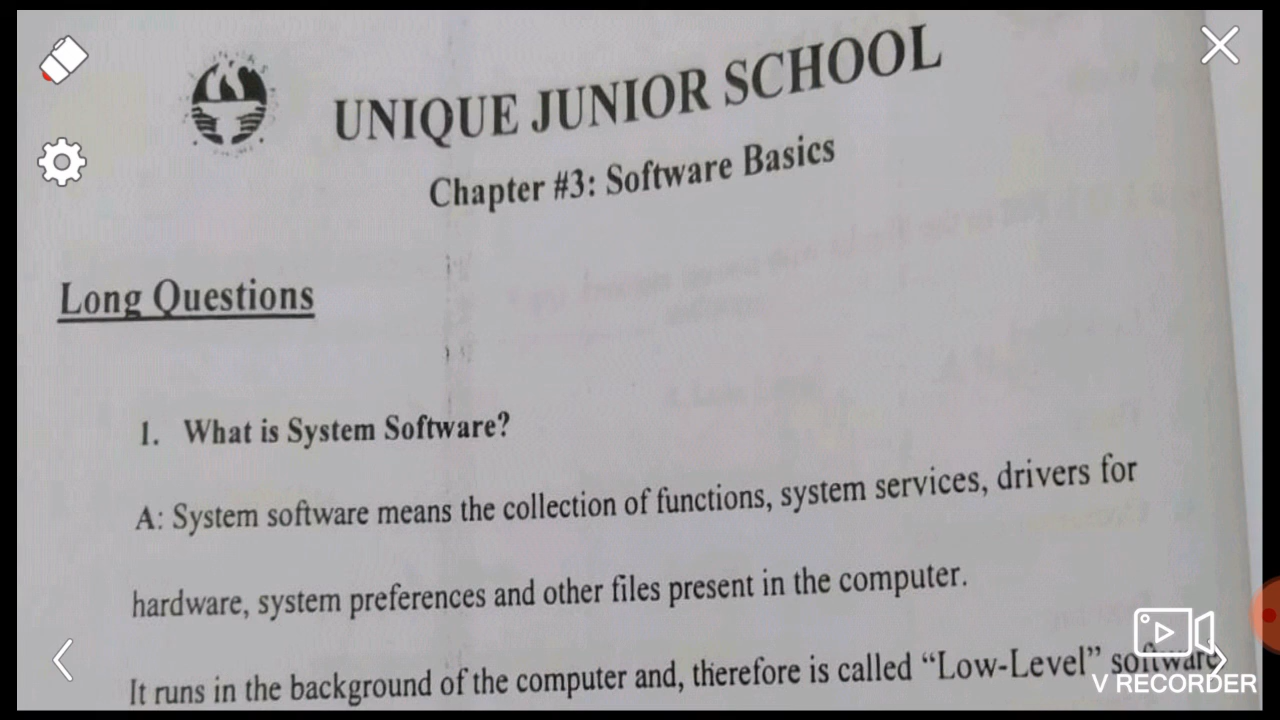 UNIQUE JUNIOR SCHOOL
Chapter #3: Software Basics
Long Questions
1. What is System Software?
A: System software means the collection of functions, system services, drivers for
hardware, system preferences and other files present in the computer.
It runs in the background of the computer and, therefore is called “Low-Level” software
V RECORDER